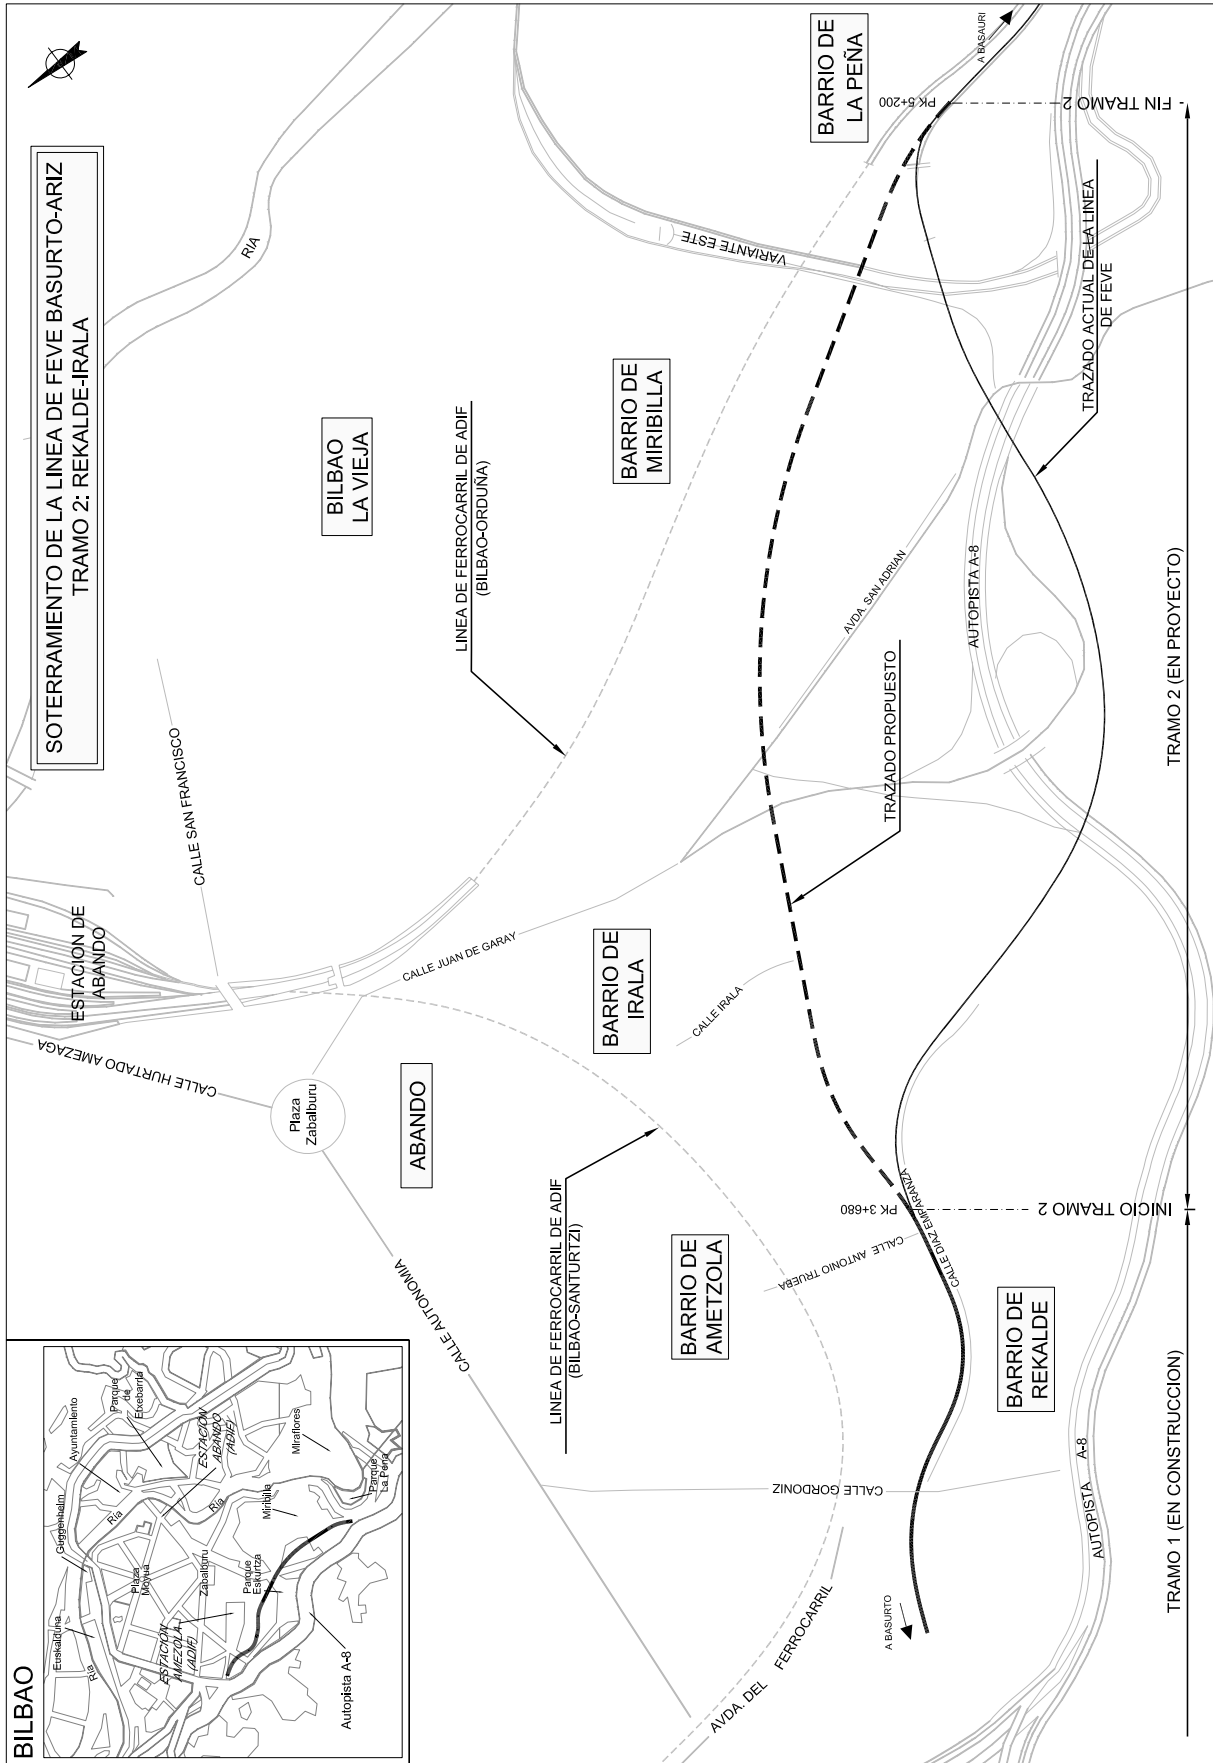 SOTERRAMIENTO DE LA LINEA DE FEVE BASURTO-ARIZ
TRAMO 2: REKALDE-IRALA
BILBAO
Euskalduna
Guggenhelm
Ayuntamiento
Parque
de
Etxebarria
Ría
Ría
Ría
Plaza
Moyua
ESTACIÓN
ABANDO
(ADIF)
Zabalburu
ESTACIÓN
AMEZOLA
(ADIF)
Parque
Eskurtza
Miribilla
Miraflores
Parque
La Pena
Autopista A-8
CALLE HURTADO AMEZAGA
ESTACION DE
ABANDO
CALLE SAN FRANCISCO
RIA
Plaza
Zabalburu
BILBAO
LA VIEJA
ABANDO
CALLE AUTONOMIA
CALLE JUAN DE GARAY
LINEA DE FERROCARRIL DE ADIF
(BILBAO-ORDUÑA)
LINEA DE FERROCARRIL DE ADIF
(BILBAO-SANTURTZI)
BARRIO DE
IRALA
BARRIO DE
MIRIBILLA
VARIANTE ESTE
BARRIO DE
AMETZOLA
CALLE IRALA
CALLE ANTONIO TRUEBA
CALLE GORDONIZ
AVDA. DEL FERROCARRIL
BARRIO DE
LA PEÑA
A BASAURI
PK 5+200
AVDA. SAN ADRIAN
TRAZADO PROPUESTO
PK 3+680
CALLE DIAZ EMPARANZA
A BASURTO
AUTOPISTA A-8
BARRIO DE
REKALDE
AUTOPISTA A-8
TRAZADO ACTUAL DE LA LINEA
DE FEVE
INICIO TRAMO 2
FIN TRAMO 2
TRAMO 1 (EN CONSTRUCCION)
TRAMO 2 (EN PROYECTO)